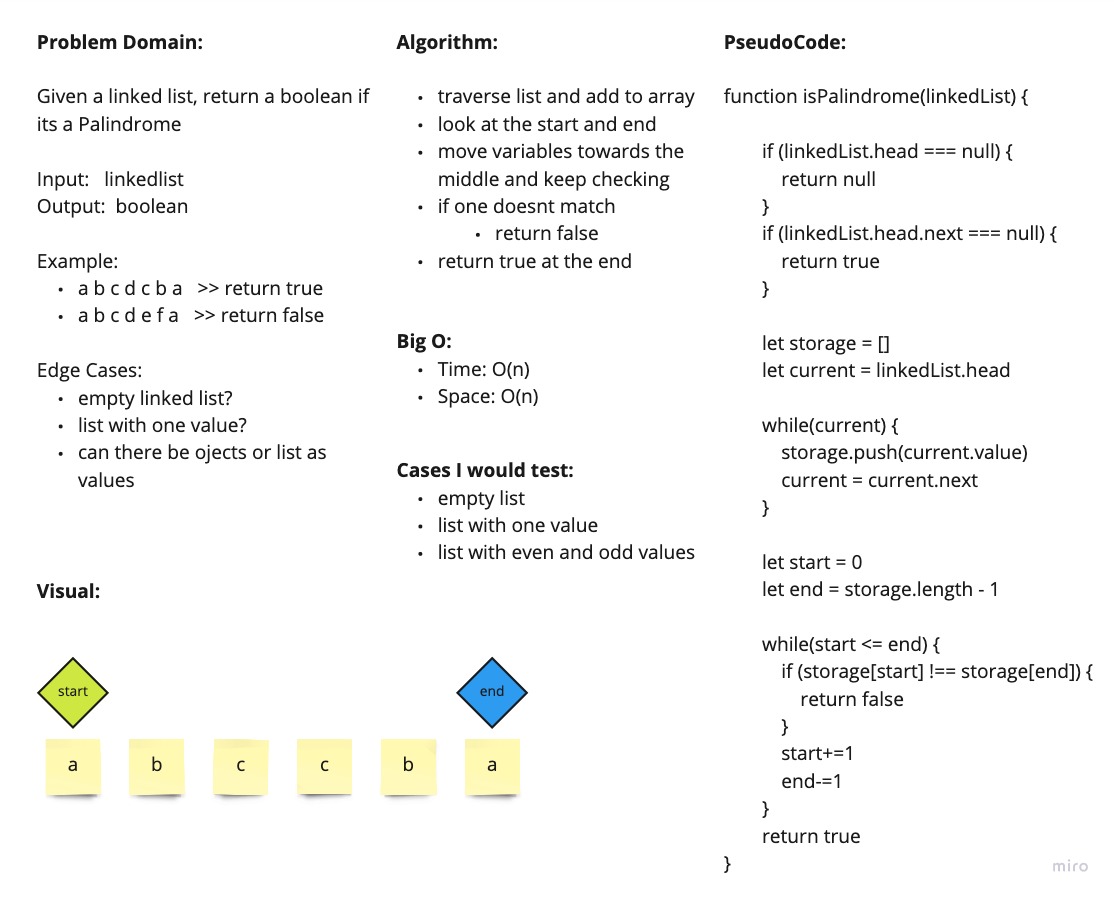 Problem Domain:
Given a linked list, return a boolean if
its a Palindrome
Input: linkedlist
Output: boolean
Example:
• a b c d c b a >> return true
• a b c d e f a >> return false
Edge Cases:
• empty linked list?
• list with one value?
• can there be ojects or list as
values
Visual:
start
end
a b c c b a
Algorithm:
• traverse list and add to array
• look at the start and end
• move variables towards the
middle and keep checking
• if one doesnt match
• return false
• return true at the end
Big O:
• Time: O(n)
• Space: O(n)
Cases I would test:
• empty list
• list with one value
• list with even and odd values
PseudoCode:
function isPalindrome(linkedList) {
if (linkedList.head === null) {
return null
}
if (linkedList.head.next === null) {
return true
}
let storage = []
let current = linkedList.head
while(current) {
storage.push(current.value)
current = current.next
}
let start = 0
let end = storage.length - 1
while(start <= end) {
if (storage[start] !== storage[end]) {
return false
}
start+=1
end-=1
}
return true
}
miro